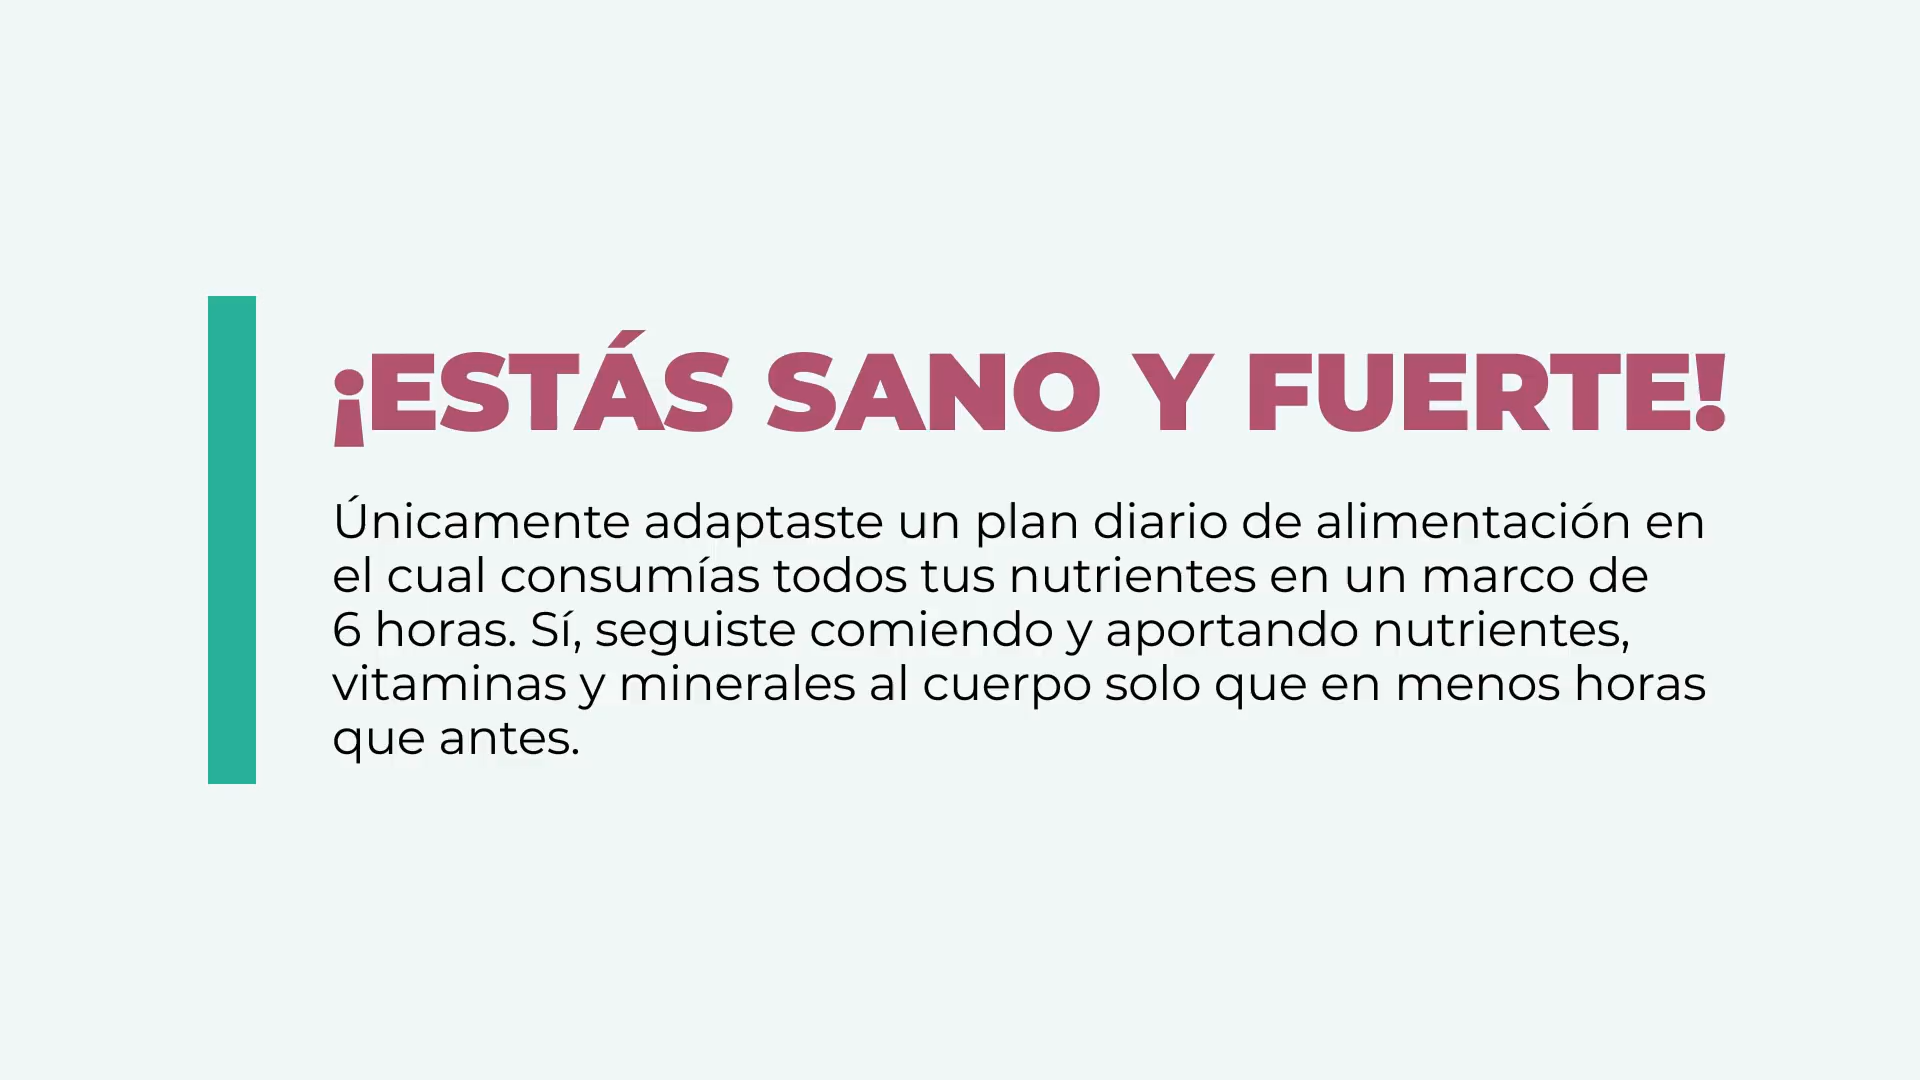 ¡ESTÁS SANO Y FUERTE!
Únicamente adaptaste un plan diario de alimentación en
el cual consumías todos tus nutrientes en un marco de
6 horas. Sí, seguiste comiendo y aportando nutrientes,
vitaminas y minerales al cuerpo solo que en menos horas
que antes.